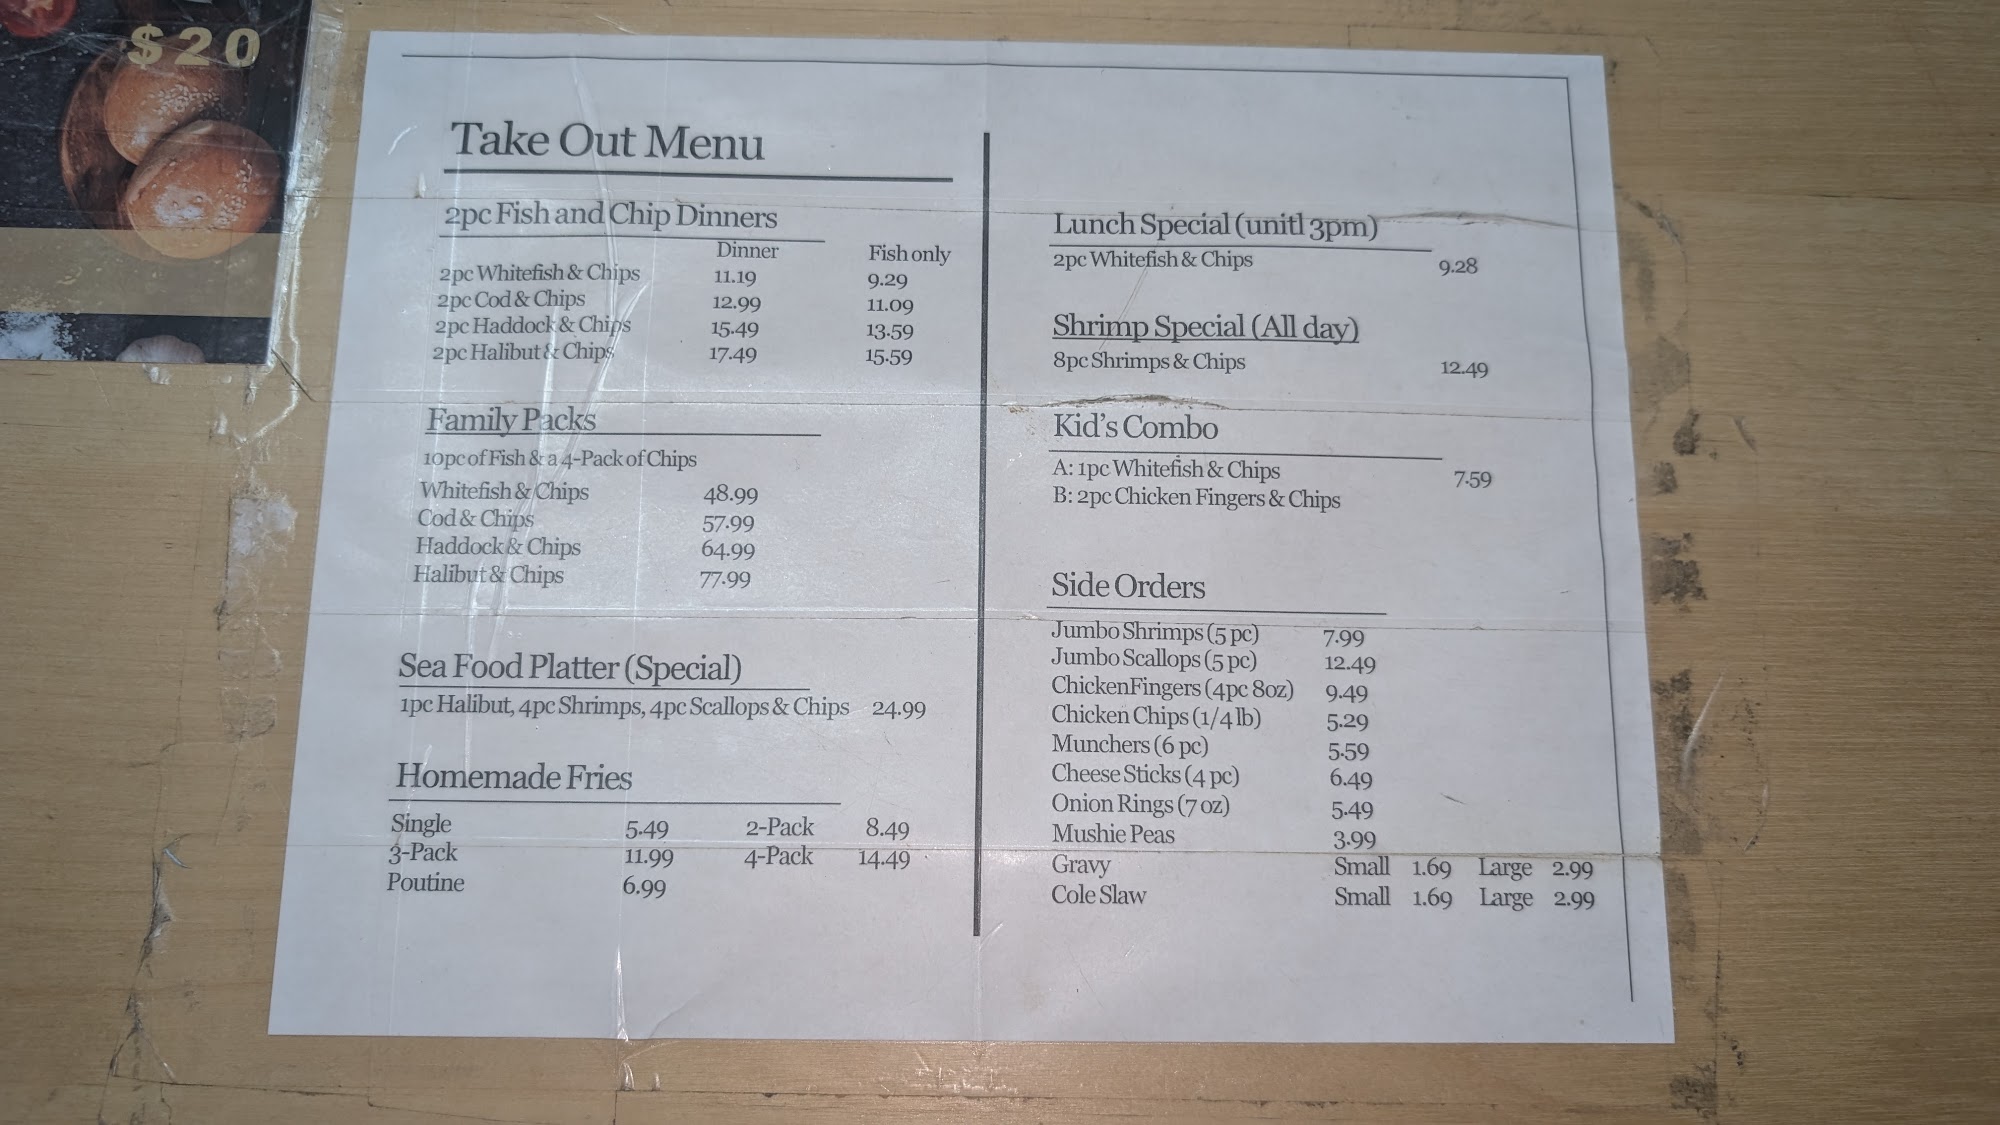 $20
Take Out Menu
2pc Fish and Chip Dinners
Dinner Fish only
2pc Whitefish & Chips 11.19 9.29
2pc Cod & Chips 12.99 11.09
2pc Haddock & Chips 15.49 13.59
2pc Halibut & Chips 17.49 15.59
Family Packs
10pc of Fish & a 4-Pack of Chips
Whitefish & Chips 48.99
Cod & Chips 57.99
Haddock & Chips 64.99
Halibut & Chips 77.99
Sea Food Platter (Special)
1pc Halibut, 4pc Shrimps, 4pc Scallops & Chips 24.99
Homemade Fries
Single 5.49 2-Pack 8.49
3-Pack 11.99 4-Pack 14.49
Poutine 6.99
Lunch Special (unitl 3pm)
2pc Whitefish & Chips 9.28
Shrimp Special (All day)
8pc Shrimps & Chips 12.49
Kid's Combo
A: 1pc Whitefish & Chips 7.59
B: 2pc Chicken Fingers & Chips
Side Orders
Jumbo Shrimps (5 pc) 7.99
Jumbo Scallops (5 pc) 12.49
ChickenFingers (4pc 8oz) 9.49
Chicken Chips (1/4 lb) 5.29
Munchers (6 pc) 5.59
Cheese Sticks (4 pc) 6.49
Onion Rings (7 oz) 5.49
Mushie Peas 3.99
Gravy Small 1.69 Large 2.99
Cole Slaw Small 1.69 Large 2.99